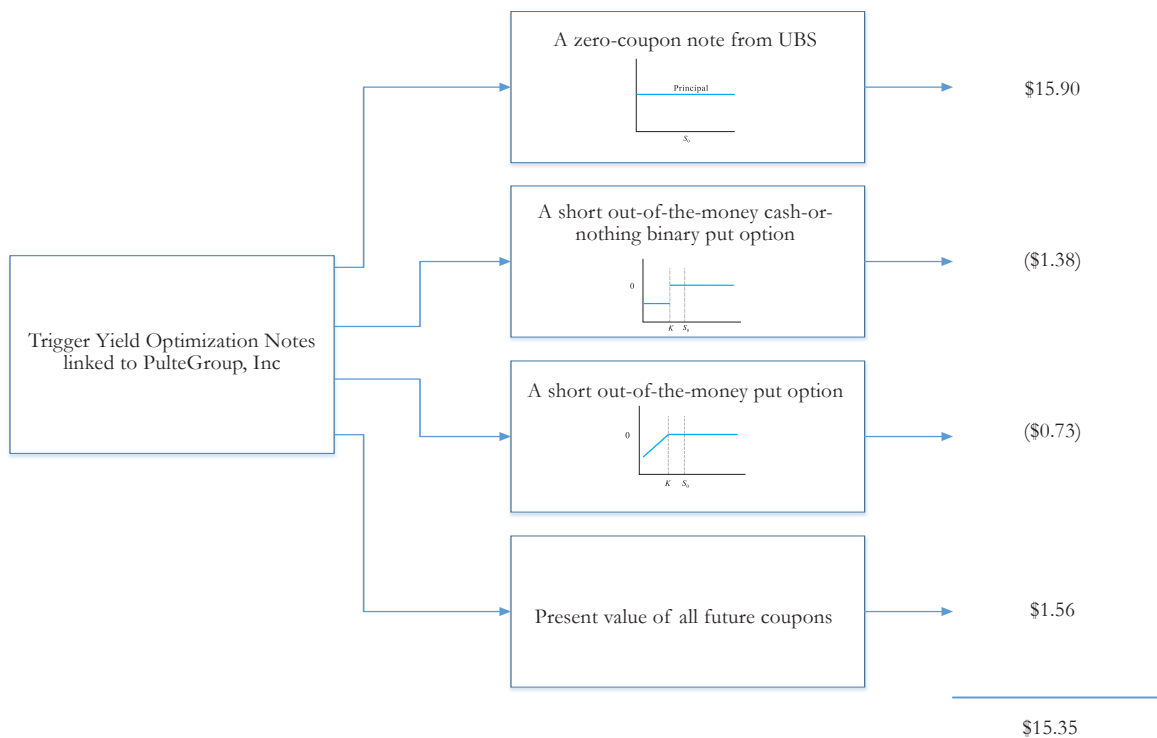 A zero-coupon note from UBS
Principal
S₀
$15.90
A short out-of-the-money cash-or-
nothing binary put option
0
K S₀
($1.38)
Trigger Yield Optimization Notes
linked to PulteGroup, Inc
A short out-of-the-money put option
0
K S₀
($0.73)
Present value of all future coupons
$1.56
$15.35